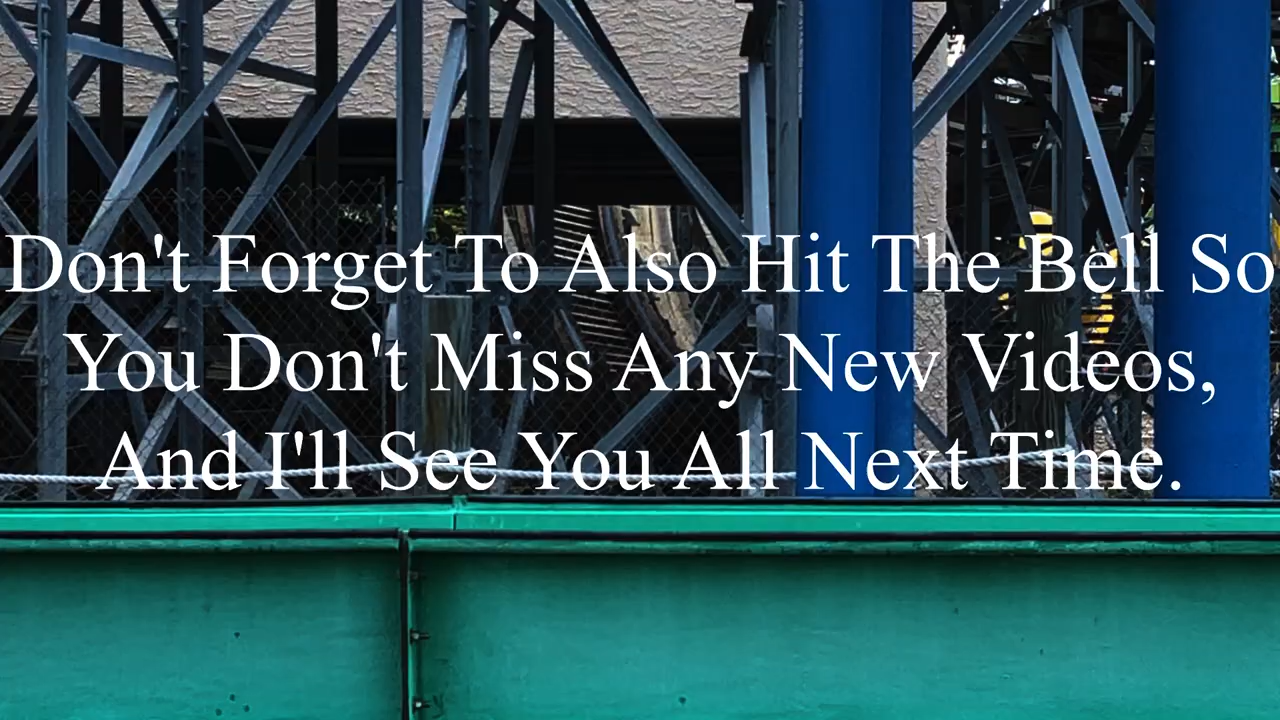 Don't Forget To Also Hit The Bell So
You Don't Miss Any New Videos,
And I'll See You All Next Time.